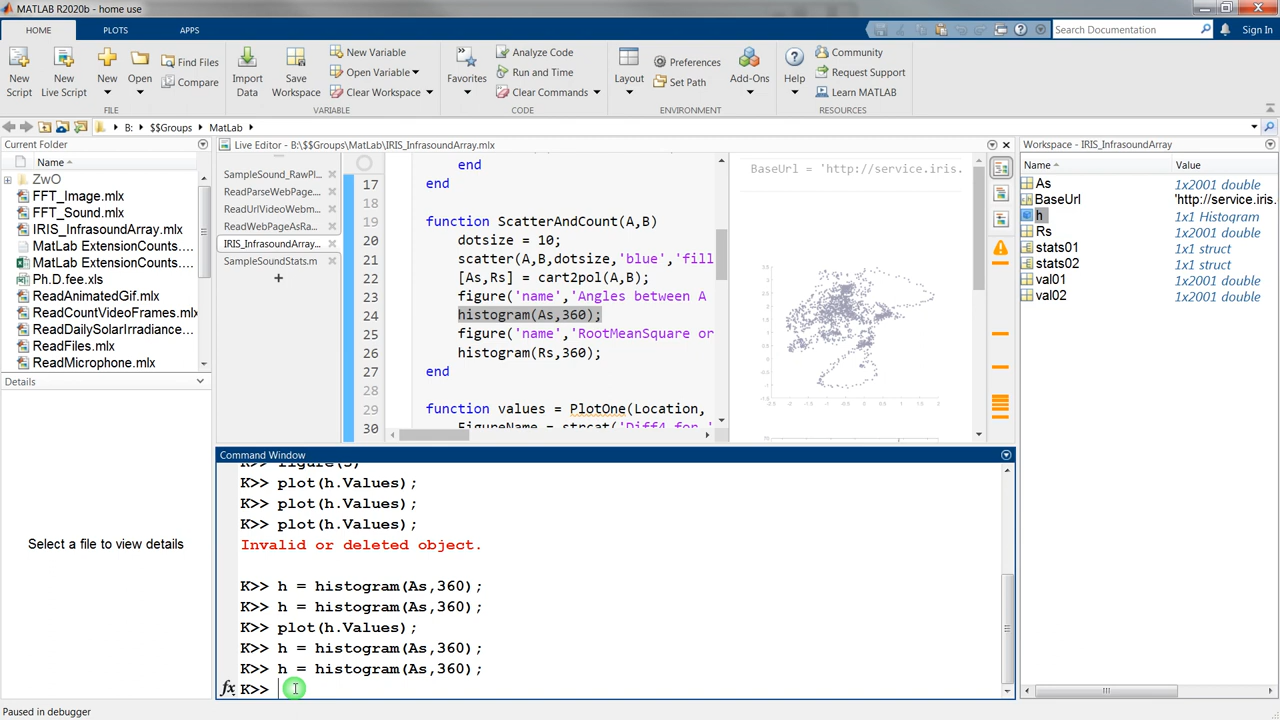 MATLAB R2020b - home use
HOME
PLOTS
APPS
Search Documentation
Sign In
New Script
New Live Script
New
Open
Find Files
Compare
Import Data
Save Workspace
New Variable
Open Variable
Clear Workspace
Favorites
Analyze Code
Run and Time
Clear Commands
Layout
Preferences
Set Path
Add-Ons
Help
Community
Request Support
Learn MATLAB
FILE
VARIABLE
CODE
ENVIRONMENT
RESOURCES
B:
$$Groups
MatLab
Current Folder
Name
ZwO
FFT_Image.mlx
FFT_Sound.mlx
IRIS_InfrasoundArray.mlx
MatLab ExtensionCounts....
MatLab ExtensionCounts....
Ph.D.fee.xls
ReadAnimatedGif.mlx
ReadCountVideoFrames.mlx
ReadDailySolarIrradiance...
ReadFiles.mlx
ReadMicrophone.mlx
Details
Select a file to view details
Live Editor - B:\$$Groups\MatLab\IRIS_InfrasoundArray.mlx
SampleSound_RawPl...
ReadParseWebPage...
ReadUrlVideoWebm...
ReadWebPageAsRa...
IRIS_InfrasoundArray...
SampleSoundStats.m
end
17 end
18
19 function ScatterAndCount(A,B)
20 dotsize = 10;
21 scatter(A,B,dotsize,'blue','fill
22 [As,Rs] = cart2pol(A,B);
23 figure('name','Angles between A
24 histogram(As,360);
25 figure('name','RootMeanSquare or
26 histogram(Rs,360);
27 end
28
29 function values = PlotOne(Location,
30 FigureName = strcat('Diff4 for '
BaseUrl = 'http://service.iris.
Command Window
K>> figure(3)
K>> plot(h.Values);
K>> plot(h.Values);
K>> plot(h.Values);
Invalid or deleted object.
K>> h = histogram(As,360);
K>> h = histogram(As,360);
K>> plot(h.Values);
K>> h = histogram(As,360);
K>> h = histogram(As,360);
fx K>>
Workspace - IRIS_InfrasoundArray
Name Value
As 1x2001 double
BaseUrl 'http://service.iris.
h 1x1 Histogram
Rs 1x2001 double
stats01 1x1 struct
stats02 1x1 struct
val01 1x2001 double
val02 1x2001 double
Paused in debugger